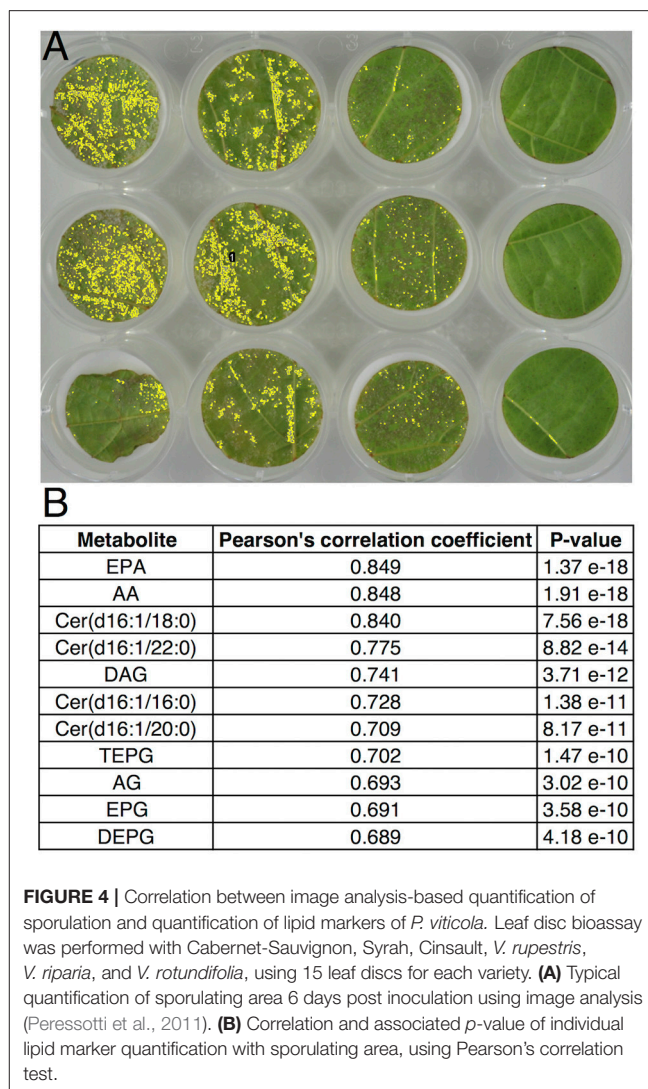 A
1
B
Metabolite Pearson's correlation coefficient P-value
EPA 0.849 1.37 e-18
AA 0.848 1.91 e-18
Cer(d16:1/18:0) 0.840 7.56 e-18
Cer(d16:1/22:0) 0.775 8.82 e-14
DAG 0.741 3.71 e-12
Cer(d16:1/16:0) 0.728 1.38 e-11
Cer(d16:1/20:0) 0.709 8.17 e-11
TEPG 0.702 1.47 e-10
AG 0.693 3.02 e-10
EPG 0.691 3.58 e-10
DEPG 0.689 4.18 e-10
FIGURE 4 | Correlation between image analysis-based quantification of
sporulation and quantification of lipid markers of P. viticola. Leaf disc bioassay
was performed with Cabernet-Sauvignon, Syrah, Cinsault, V. rupestris,
V. riparia, and V. rotundifolia, using 15 leaf discs for each variety. (A) Typical
quantification of sporulating area 6 days post inoculation using image analysis
(Peressotti et al., 2011). (B) Correlation and associated p-value of individual
lipid marker quantification with sporulating area, using Pearson's correlation
test.